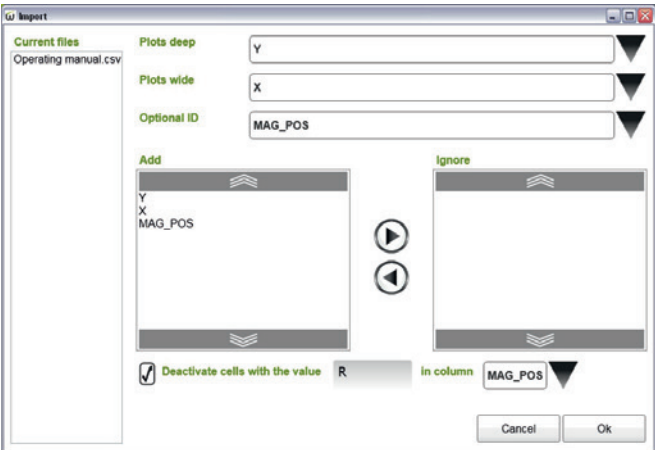 Import
Current files
Operating manual.csv
Plots deep
Y
Plots wide
X
Optional ID
MAG_POS
Add
Y
X
MAG_POS
Ignore
Deactivate cells with the value R in column MAG_POS
Cancel Ok